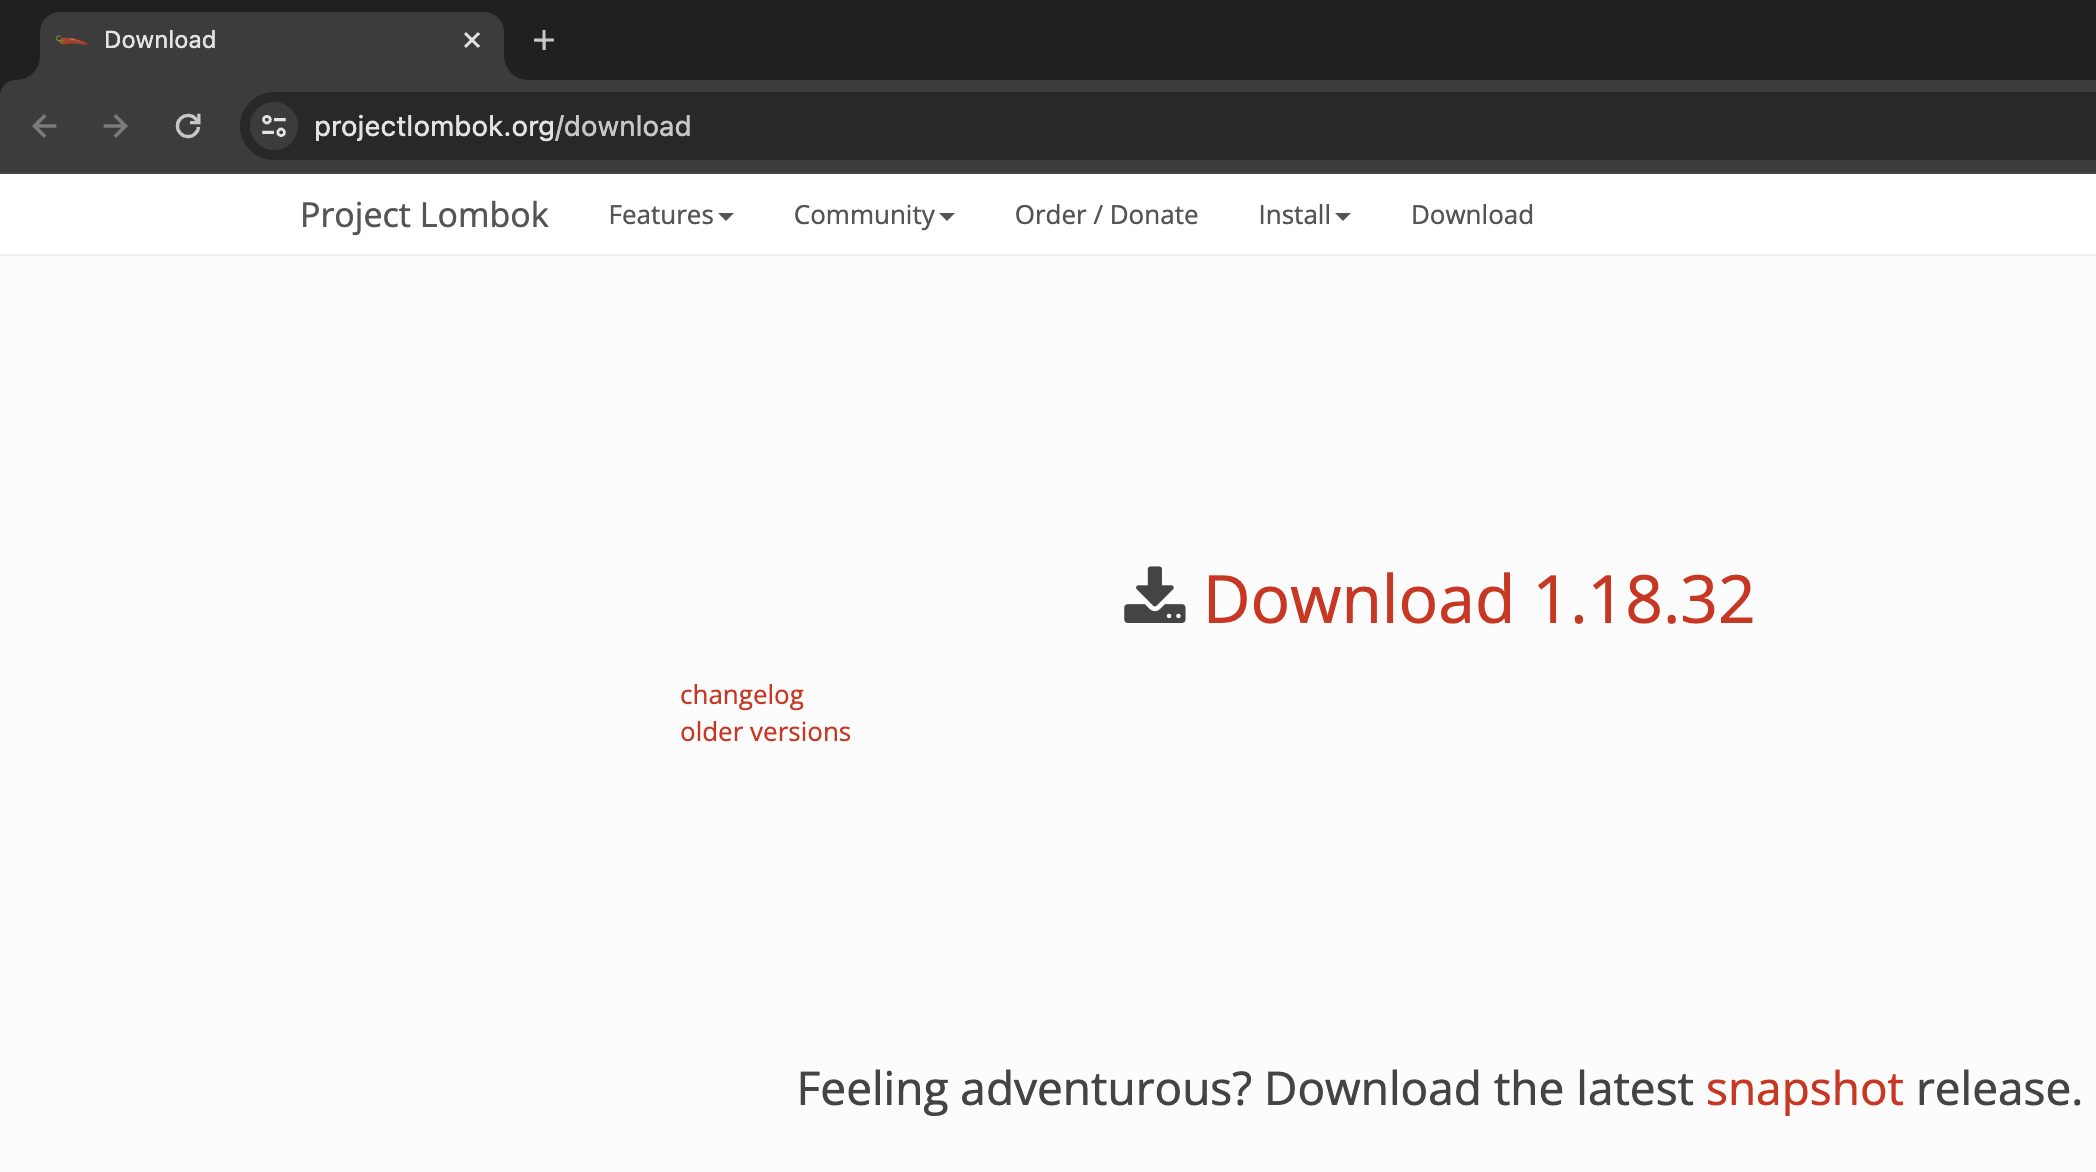 Download
projectlombok.org/download
Project Lombok Features Community Order / Donate Install Download
Download 1.18.32
changelog
older versions
Feeling adventurous? Download the latest snapshot release.